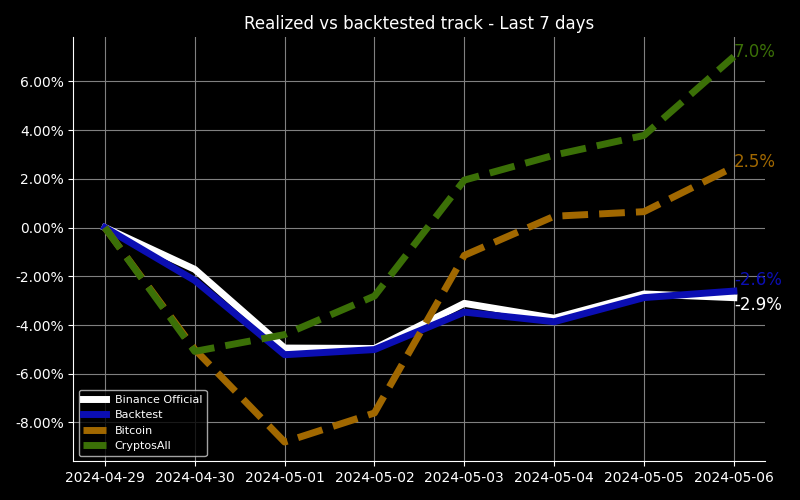 Realized vs backtested track - Last 7 days
7.0%
6.00%
4.00%
2.5%
2.00%
0.00%
-2.00%
-2.6%
-2.9%
-4.00%
-6.00%
-8.00%
Binance Official
Backtest
Bitcoin
CryptosAll
2024-04-29 2024-04-30 2024-05-01 2024-05-02 2024-05-03 2024-05-04 2024-05-05 2024-05-06